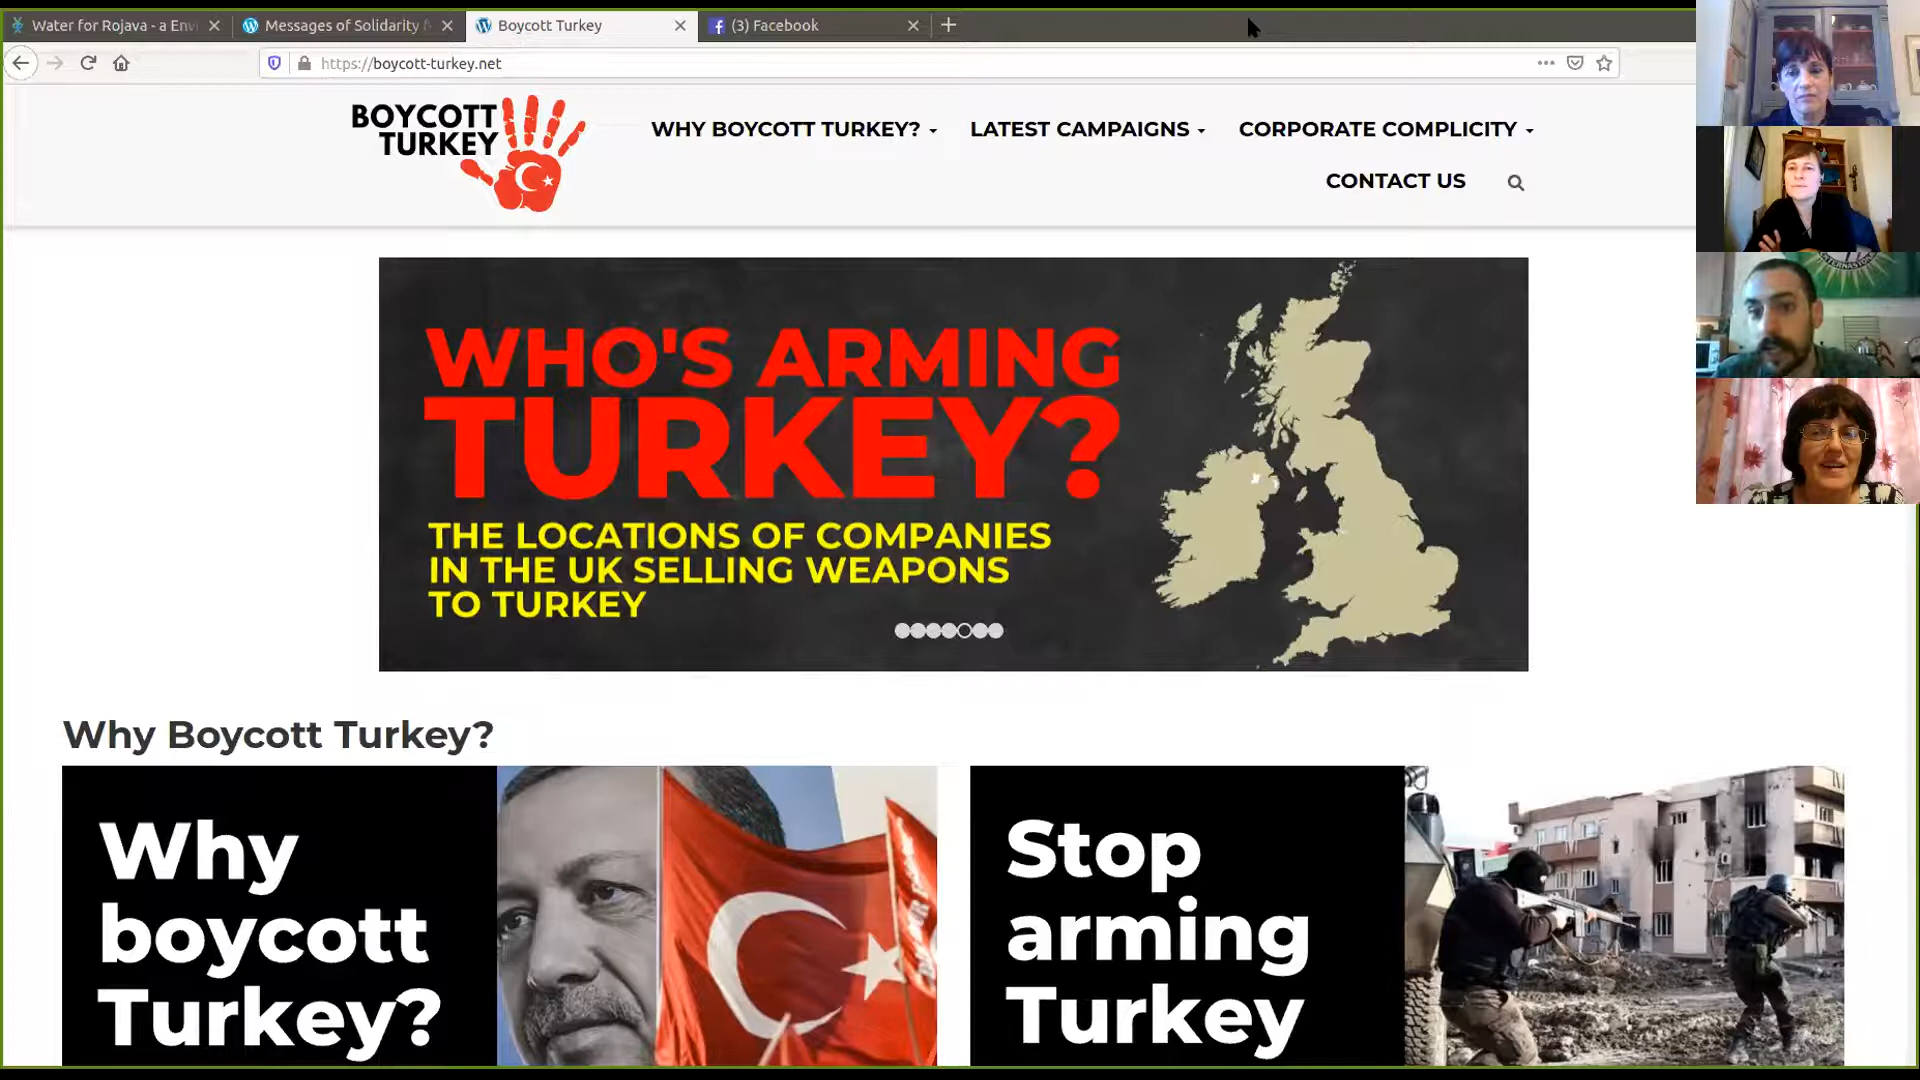 Water for Rojava - a Env
Messages of Solidarity
Boycott Turkey
(3) Facebook
https://boycott-turkey.net
BOYCOTT
TURKEY
WHY BOYCOTT TURKEY?
LATEST CAMPAIGNS
CORPORATE COMPLICITY
CONTACT US
WHO'S ARMING
TURKEY?
THE LOCATIONS OF COMPANIES
IN THE UK SELLING WEAPONS
TO TURKEY
Why Boycott Turkey?
Why
boycott
Turkey?
Stop
arming
Turkey